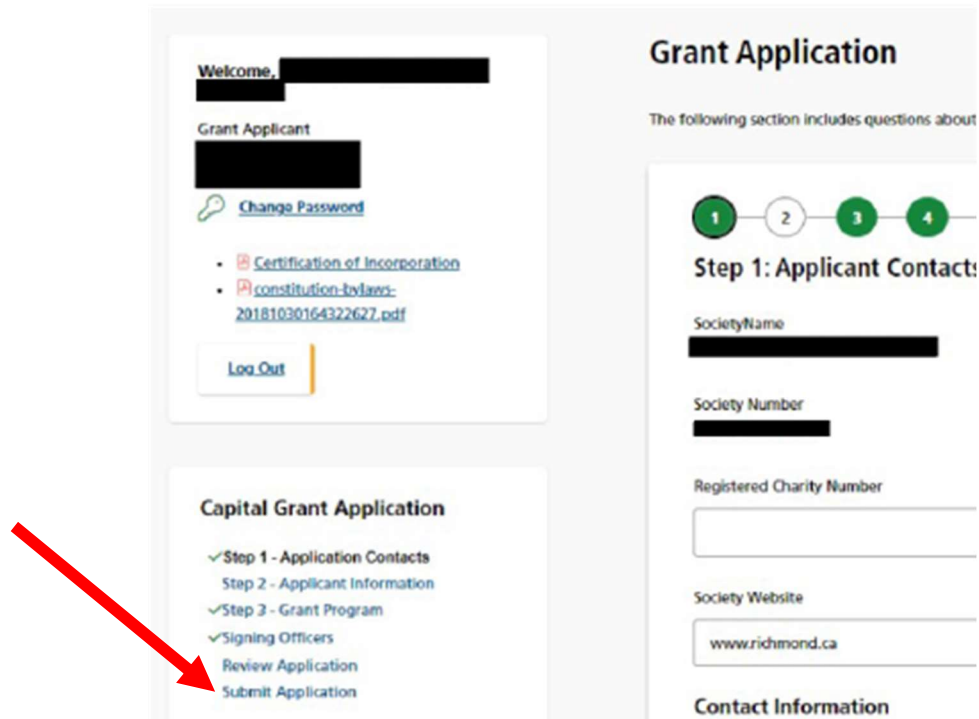 Welcome,
Grant Applicant
Change Password
Certification of Incorporation
constitution-bylaws-
20181030164322627.pdf
Log Out
Capital Grant Application
Step 1 - Application Contacts
Step 2 - Applicant Information
Step 3 - Grant Program
Signing Officers
Review Application
Submit Application
Grant Application
The following section includes questions about
1 2 3 4
Step 1: Applicant Contacts
SocietyName
Society Number
Registered Charity Number
Society Website
www.richmond.ca
Contact Information